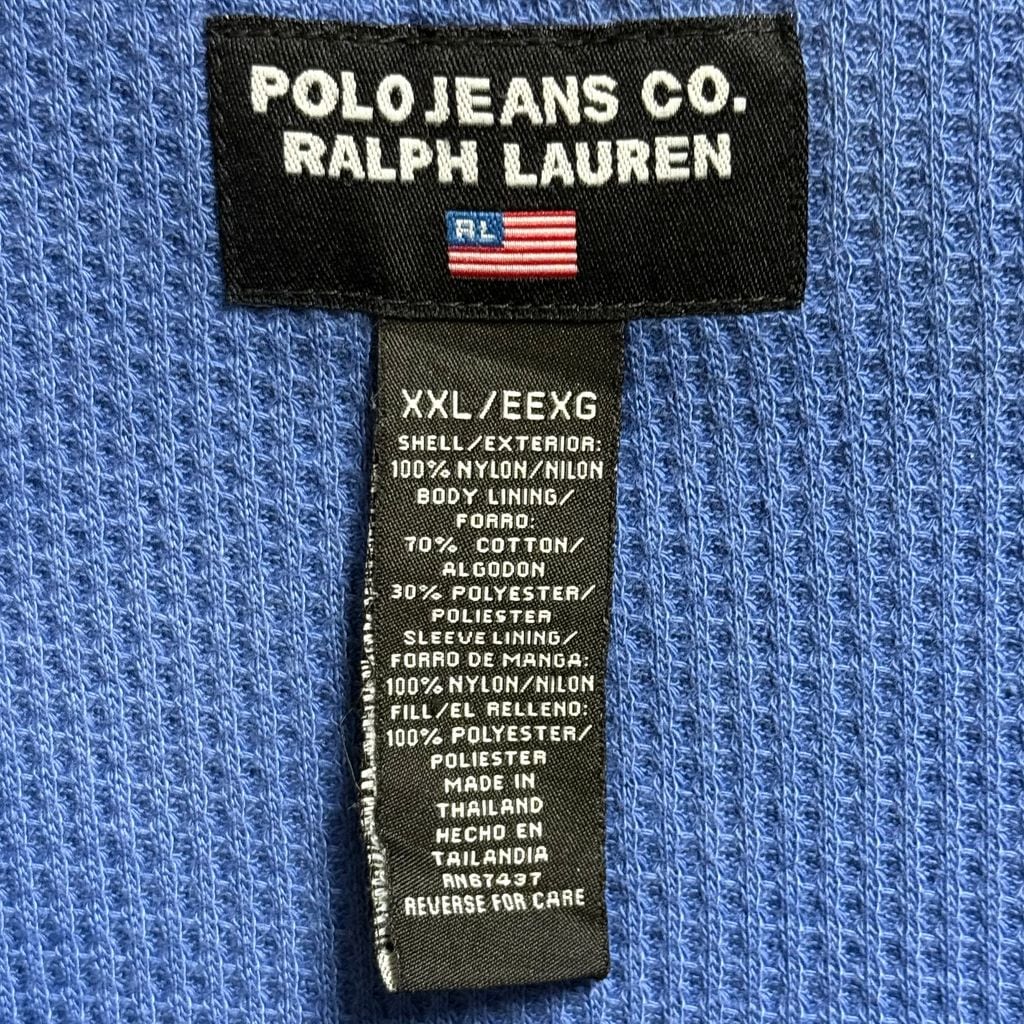 POLO JEANS CO.
RALPH LAUREN
RL
XXL/EEXG
SHELL/EXTERIOR:
100% NYLON/NILON
BODY LINING/
FORRO:
70% COTTON/
ALGODON
30% POLYESTER/
POLIESTER
SLEEVE LINING/
FORRO DE MANGA:
100% NYLON/NILON
FILL/EL RELLENO:
100% POLYESTER/
POLIESTER
MADE IN
THAILAND
HECHO EN
TAILANDIA
RN67437
REVERSE FOR CARE